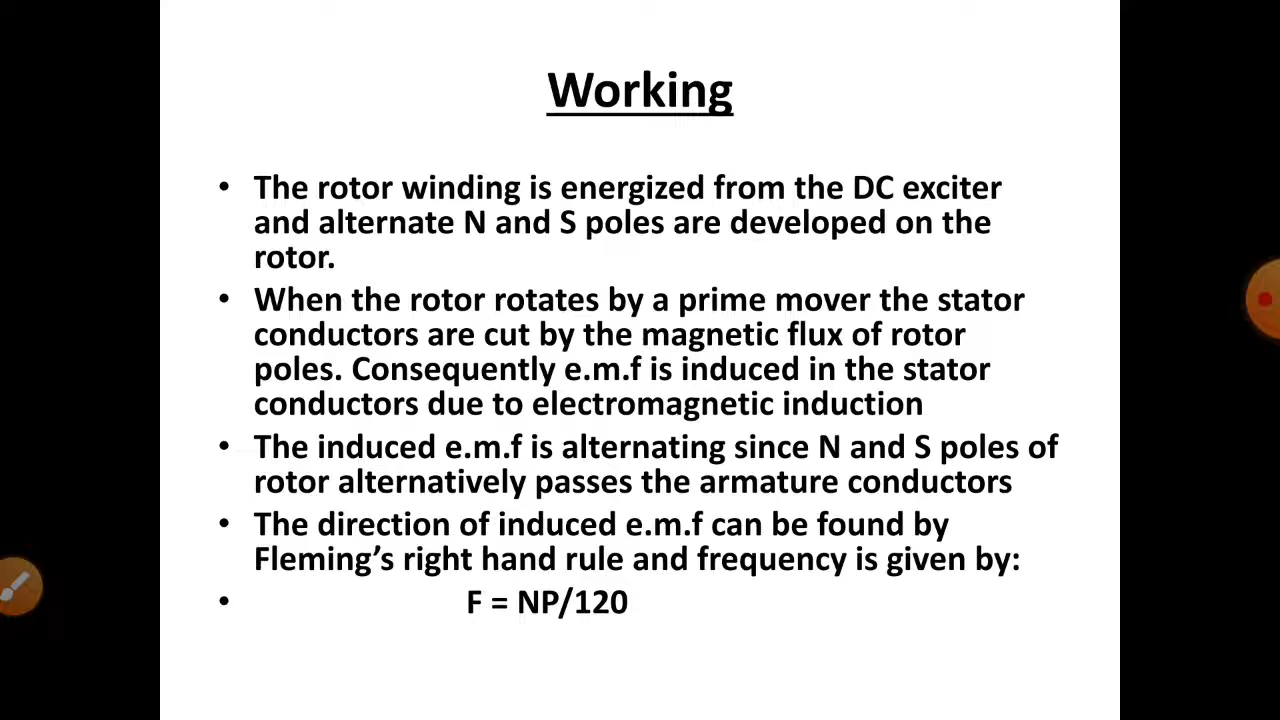 Working
• The rotor winding is energized from the DC exciter
and alternate N and S poles are developed on the
rotor.
• When the rotor rotates by a prime mover the stator
conductors are cut by the magnetic flux of rotor
poles. Consequently e.m.f is induced in the stator
conductors due to electromagnetic induction
• The induced e.m.f is alternating since N and S poles of
rotor alternatively passes the armature conductors
• The direction of induced e.m.f can be found by
Fleming’s right hand rule and frequency is given by:
• F = NP/120